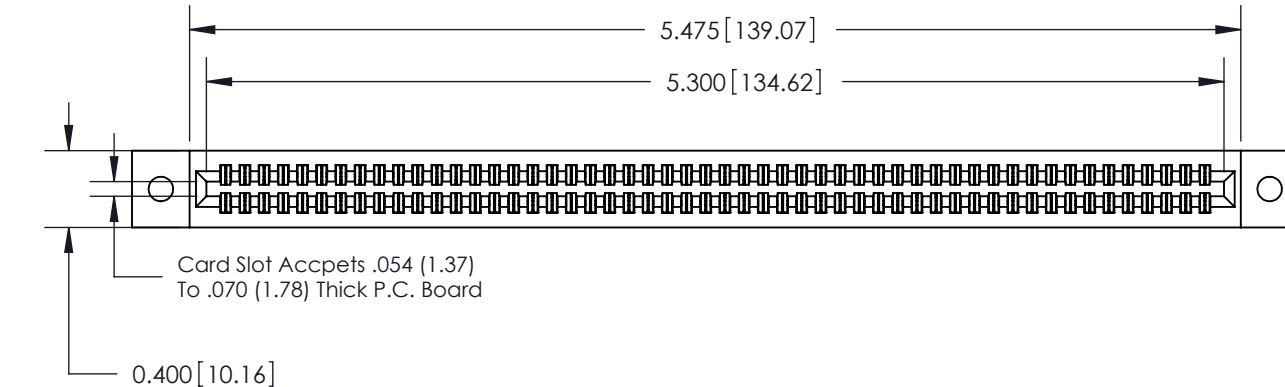 5.475[139.07]
5.300[134.62]
Card Slot Accpets .054 (1.37)
To .070 (1.78) Thick P.C. Board
0.400[10.16]